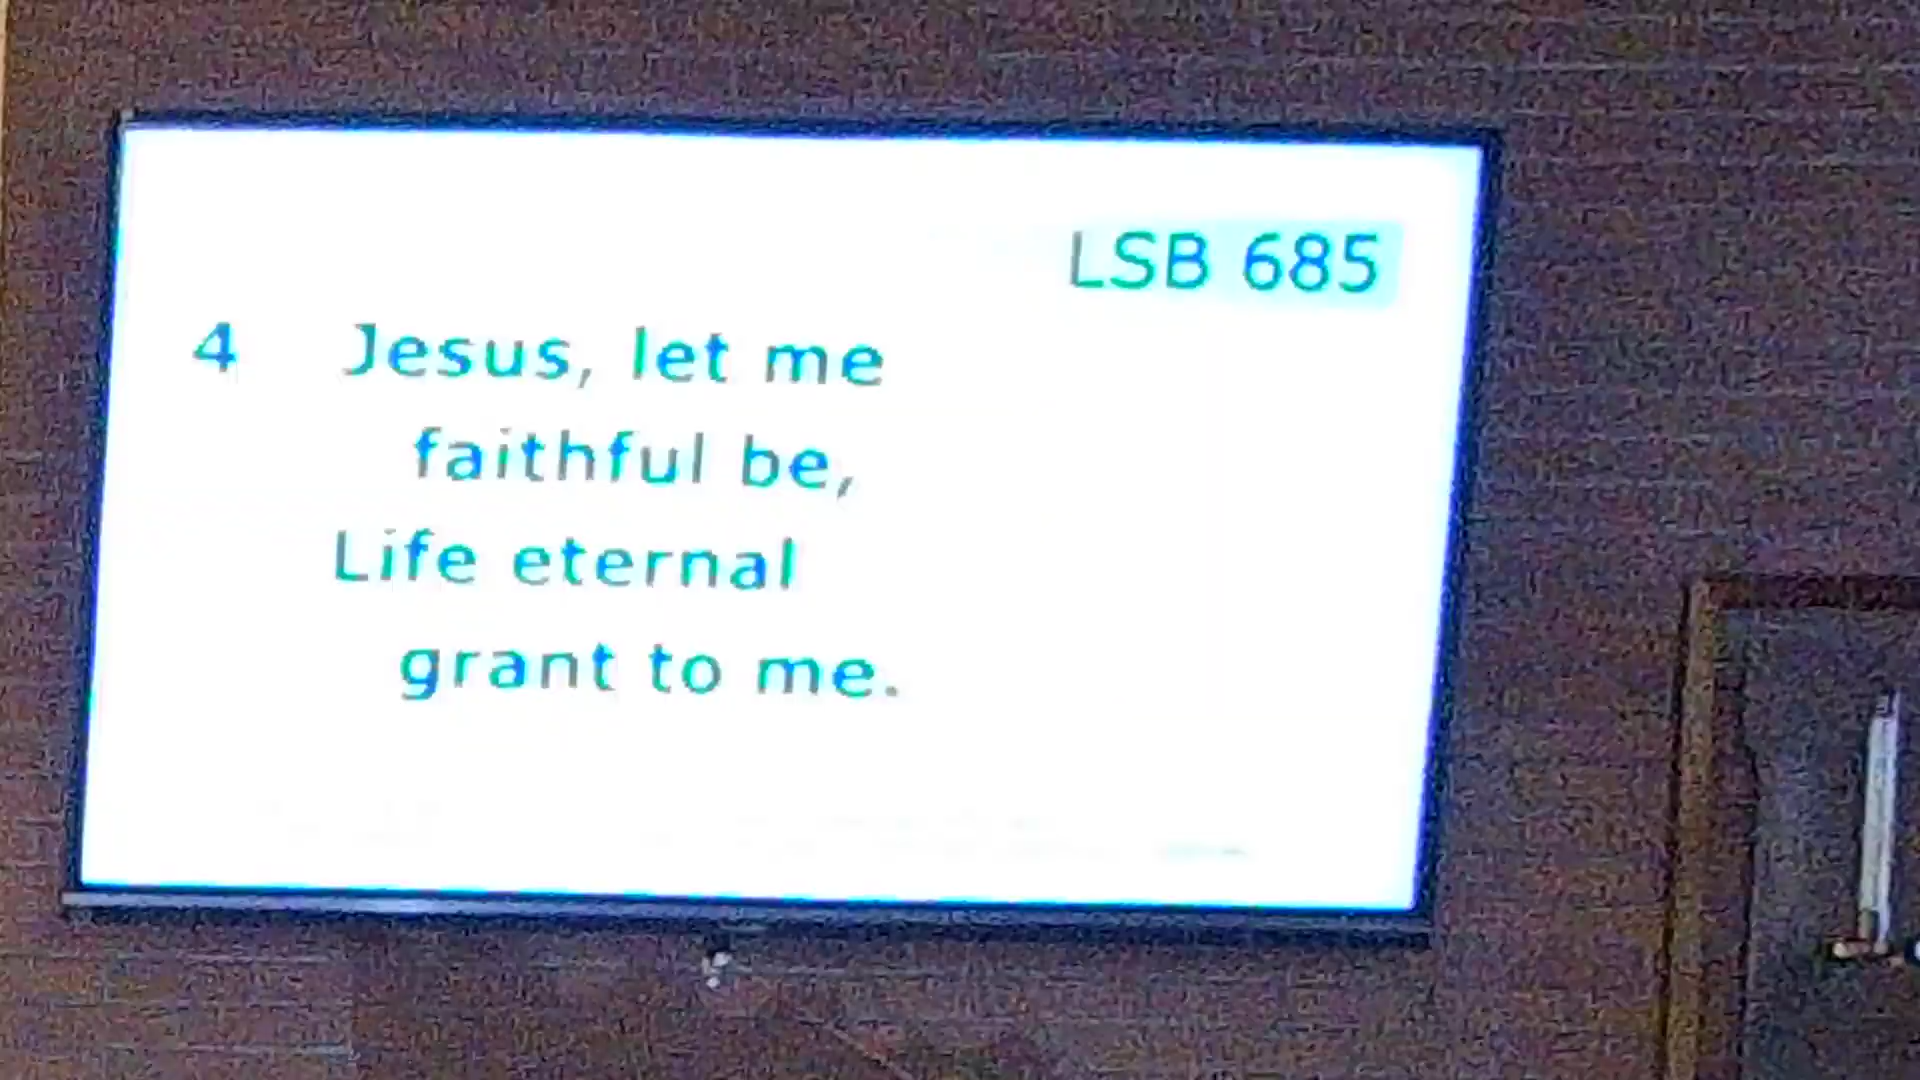 LSB 685
4 Jesus, let me
faithful be,
Life eternal
grant to me.